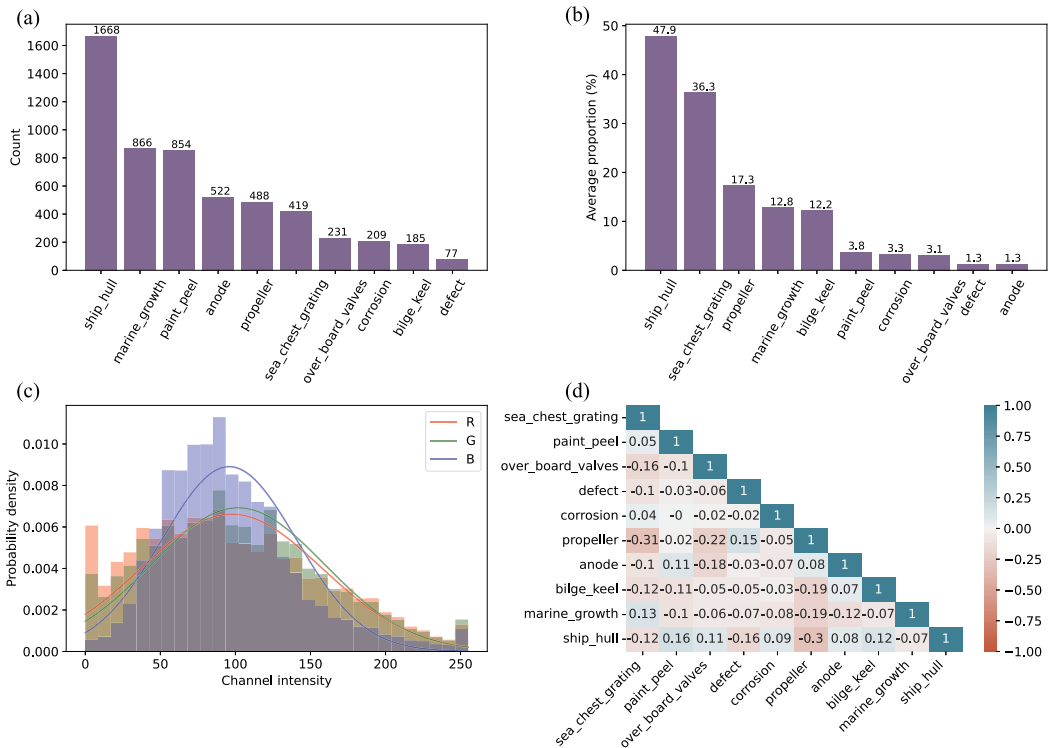 (a)
1600
1400
1200
1000
800
600
400
200
0
Count
1668
866
854
522
488
419
231
209
185
77
ship_hull
marine_growth
paint_peel
anode
propeller
sea_chest_grating
over_board_valves
corrosion
bilge_keel
defect
(b)
50
40
30
20
10
0
Average proportion (%)
47.9
36.3
17.3
12.8
12.2
3.8
3.3
3.1
1.3
1.3
ship_hull
sea_chest_grating
propeller
marine_growth
bilge_keel
paint_peel
corrosion
over_board_valves
defect
anode
(c)
0.010
0.008
0.006
0.004
0.002
0.000
Probability density
R
G
B
0 50 100 150 200 250
Channel intensity
(d)
sea_chest_grating 1
paint_peel 0.05 1
over_board_valves -0.16 -0.1 1
defect -0.1 -0.03 -0.06 1
corrosion 0.04 -0 -0.02 -0.02 1
propeller -0.31 -0.02 -0.22 0.15 -0.05 1
anode -0.1 0.11 -0.18 -0.03 -0.07 0.08 1
bilge_keel -0.12 -0.11 -0.05 -0.05 -0.03 -0.19 0.07 1
marine_growth 0.13 -0.1 -0.06 -0.07 -0.08 -0.19 -0.12 -0.07 1
ship_hull -0.12 0.16 0.11 -0.16 0.09 -0.3 0.08 0.12 -0.07 1
sea_chest_grating
paint_peel
over_board_valves
defect
corrosion
propeller
anode
bilge_keel
marine_growth
ship_hull
1.00
0.75
0.50
0.25
0.00
−0.25
−0.50
−0.75
−1.00